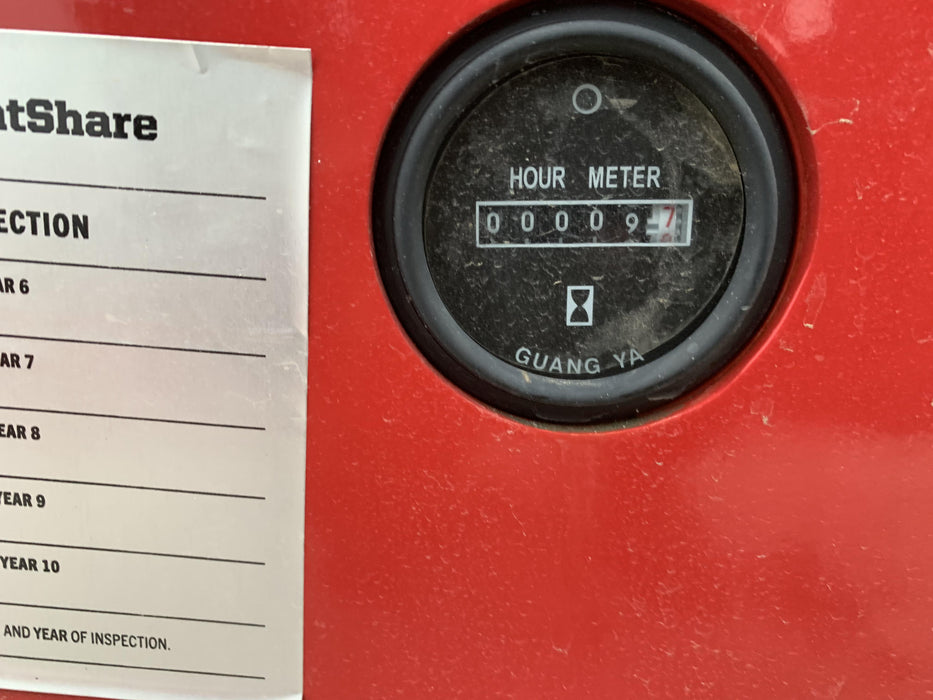 ntShare
ECTION
AR 6
AR 7
EAR 8
YEAR 9
YEAR 10
AND YEAR OF INSPECTION.
HOUR METER
0 0 0 0 9 7
GUANG YA